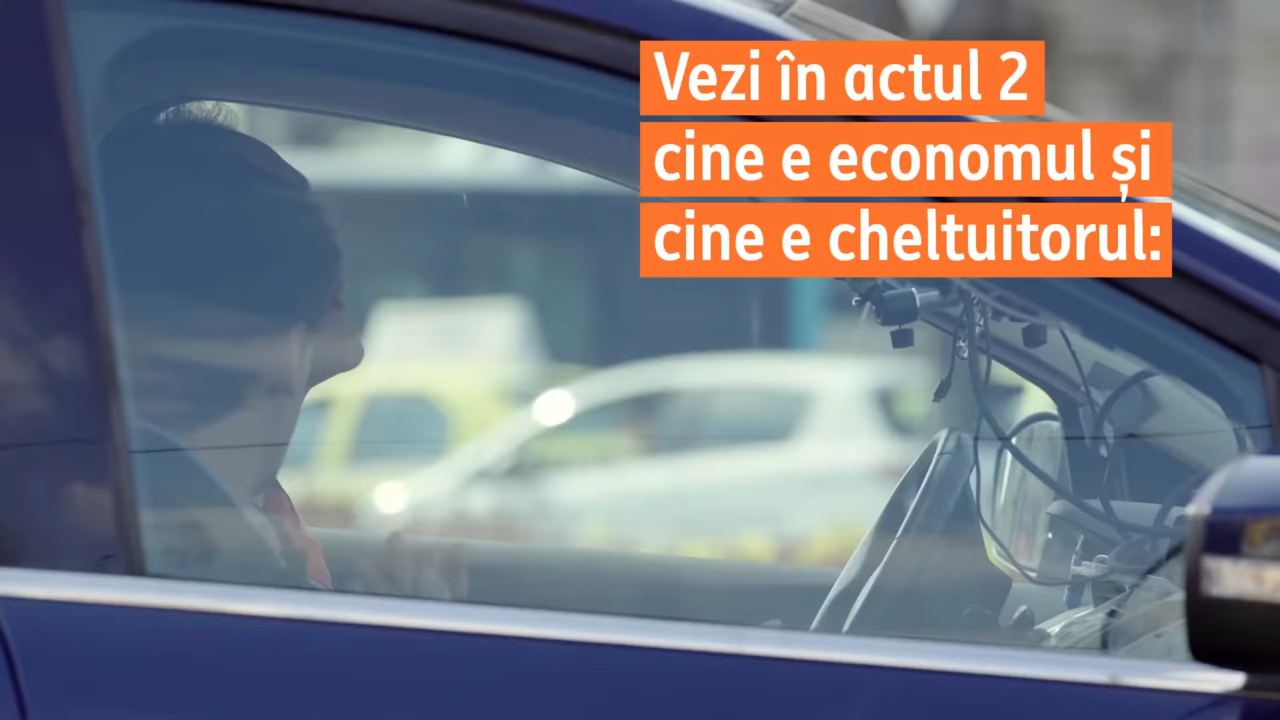 Vezi în actul 2
cine e economul și
cine e cheltuitorul: